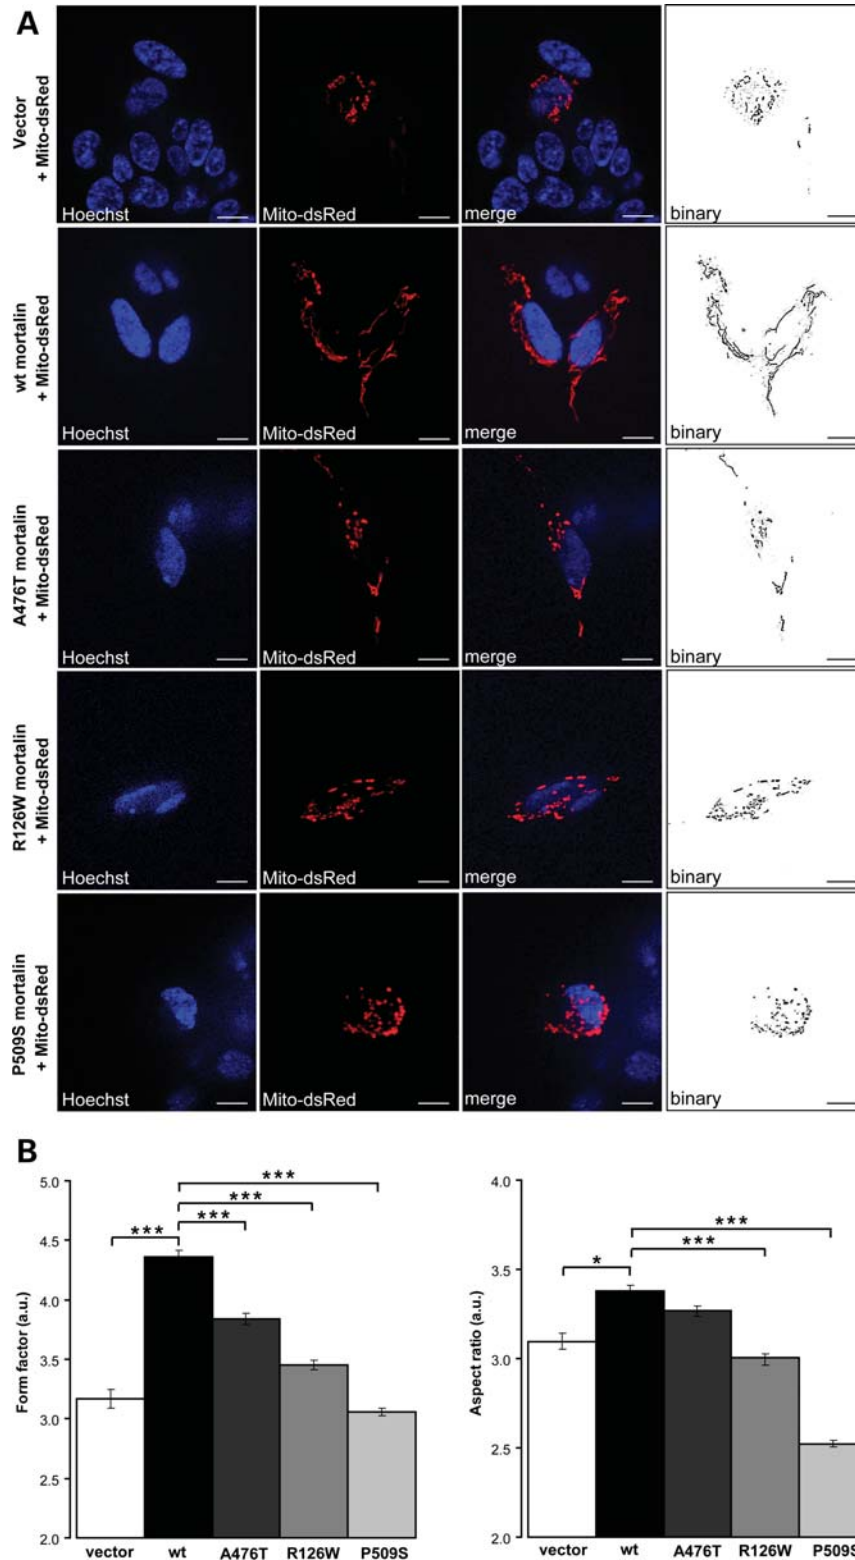 A
Vector
+ Mito-dsRed
Hoechst
Mito-dsRed
merge
binary
wt mortalin
+ Mito-dsRed
Hoechst
Mito-dsRed
merge
binary
A476T mortalin
+ Mito-dsRed
Hoechst
Mito-dsRed
merge
binary
R126W mortalin
+ Mito-dsRed
Hoechst
Mito-dsRed
merge
binary
P509S mortalin
+ Mito-dsRed
Hoechst
Mito-dsRed
merge
binary
B
Form factor (a.u.)
5.0
4.5
4.0
3.5
3.0
2.5
2.0
***
***
***
***
vector wt A476T R126W P509S
Aspect ratio (a.u.)
4.0
3.5
3.0
2.5
2.0
***
***
*
vector wt A476T R126W P509S